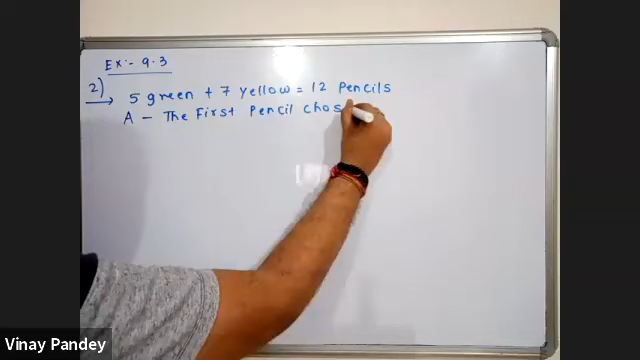 Ex:- 9.3
2)
5 green + 7 yellow = 12 Pencils
A - The First Pencil chos
Vinay Pandey